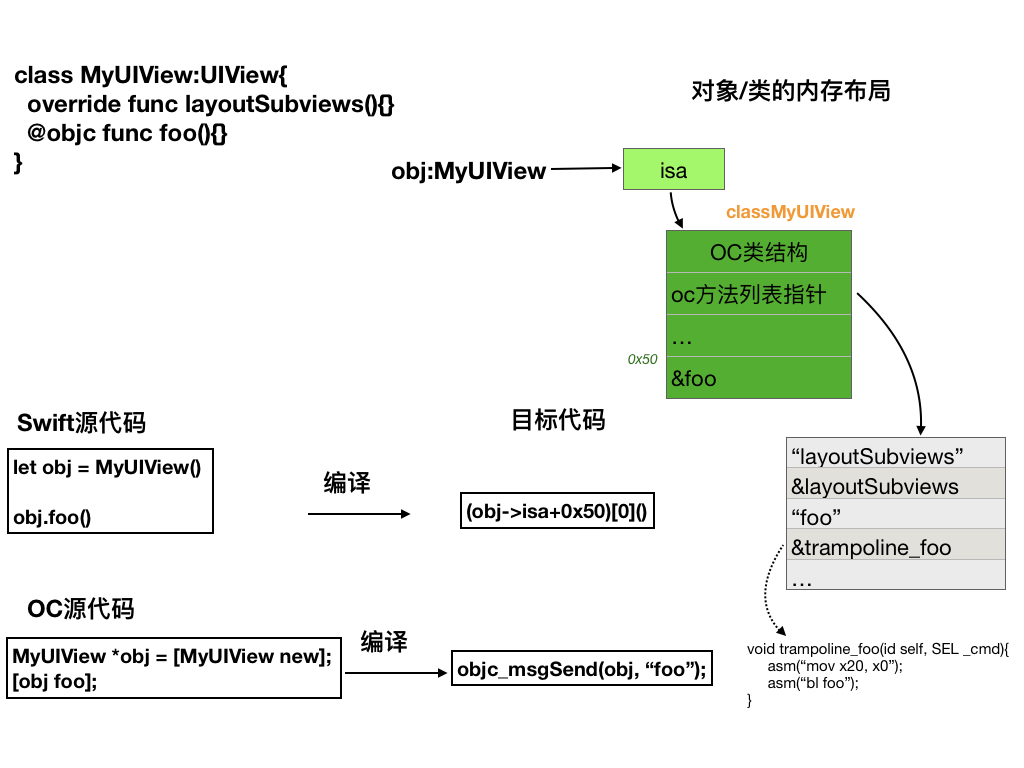 class MyUIView:UIView{
override func layoutSubviews(){}
@objc func foo(){}
}
对象/类的内存布局
obj:MyUIView
isa
classMyUIView
OC类结构
oc方法列表指针
...
0x50
&foo
Swift源代码
let obj = MyUIView()
obj.foo()
编译
目标代码
(obj->isa+0x50)[0]()
“layoutSubviews”
&layoutSubviews
“foo”
&trampoline_foo
...
OC源代码
MyUIView *obj = [MyUIView new];
[obj foo];
编译
objc_msgSend(obj, “foo”);
void trampoline_foo(id self, SEL _cmd){
asm(“mov x20, x0”);
asm(“bl foo”);
}